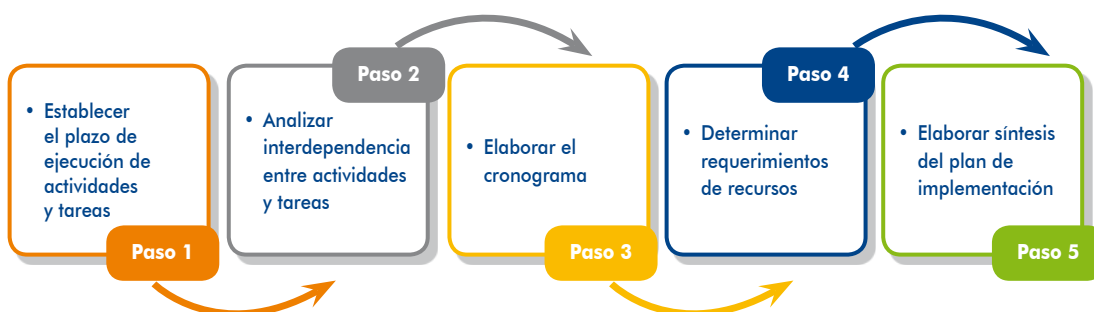 • Establecer
el plazo de
ejecución de
actividades
y tareas
Paso 1
Paso 2
• Analizar
interdependencia
entre actividades
y tareas
• Elaborar el
cronograma
Paso 3
Paso 4
• Determinar
requerimientos
de recursos
• Elaborar síntesis
del plan de
implementación
Paso 5